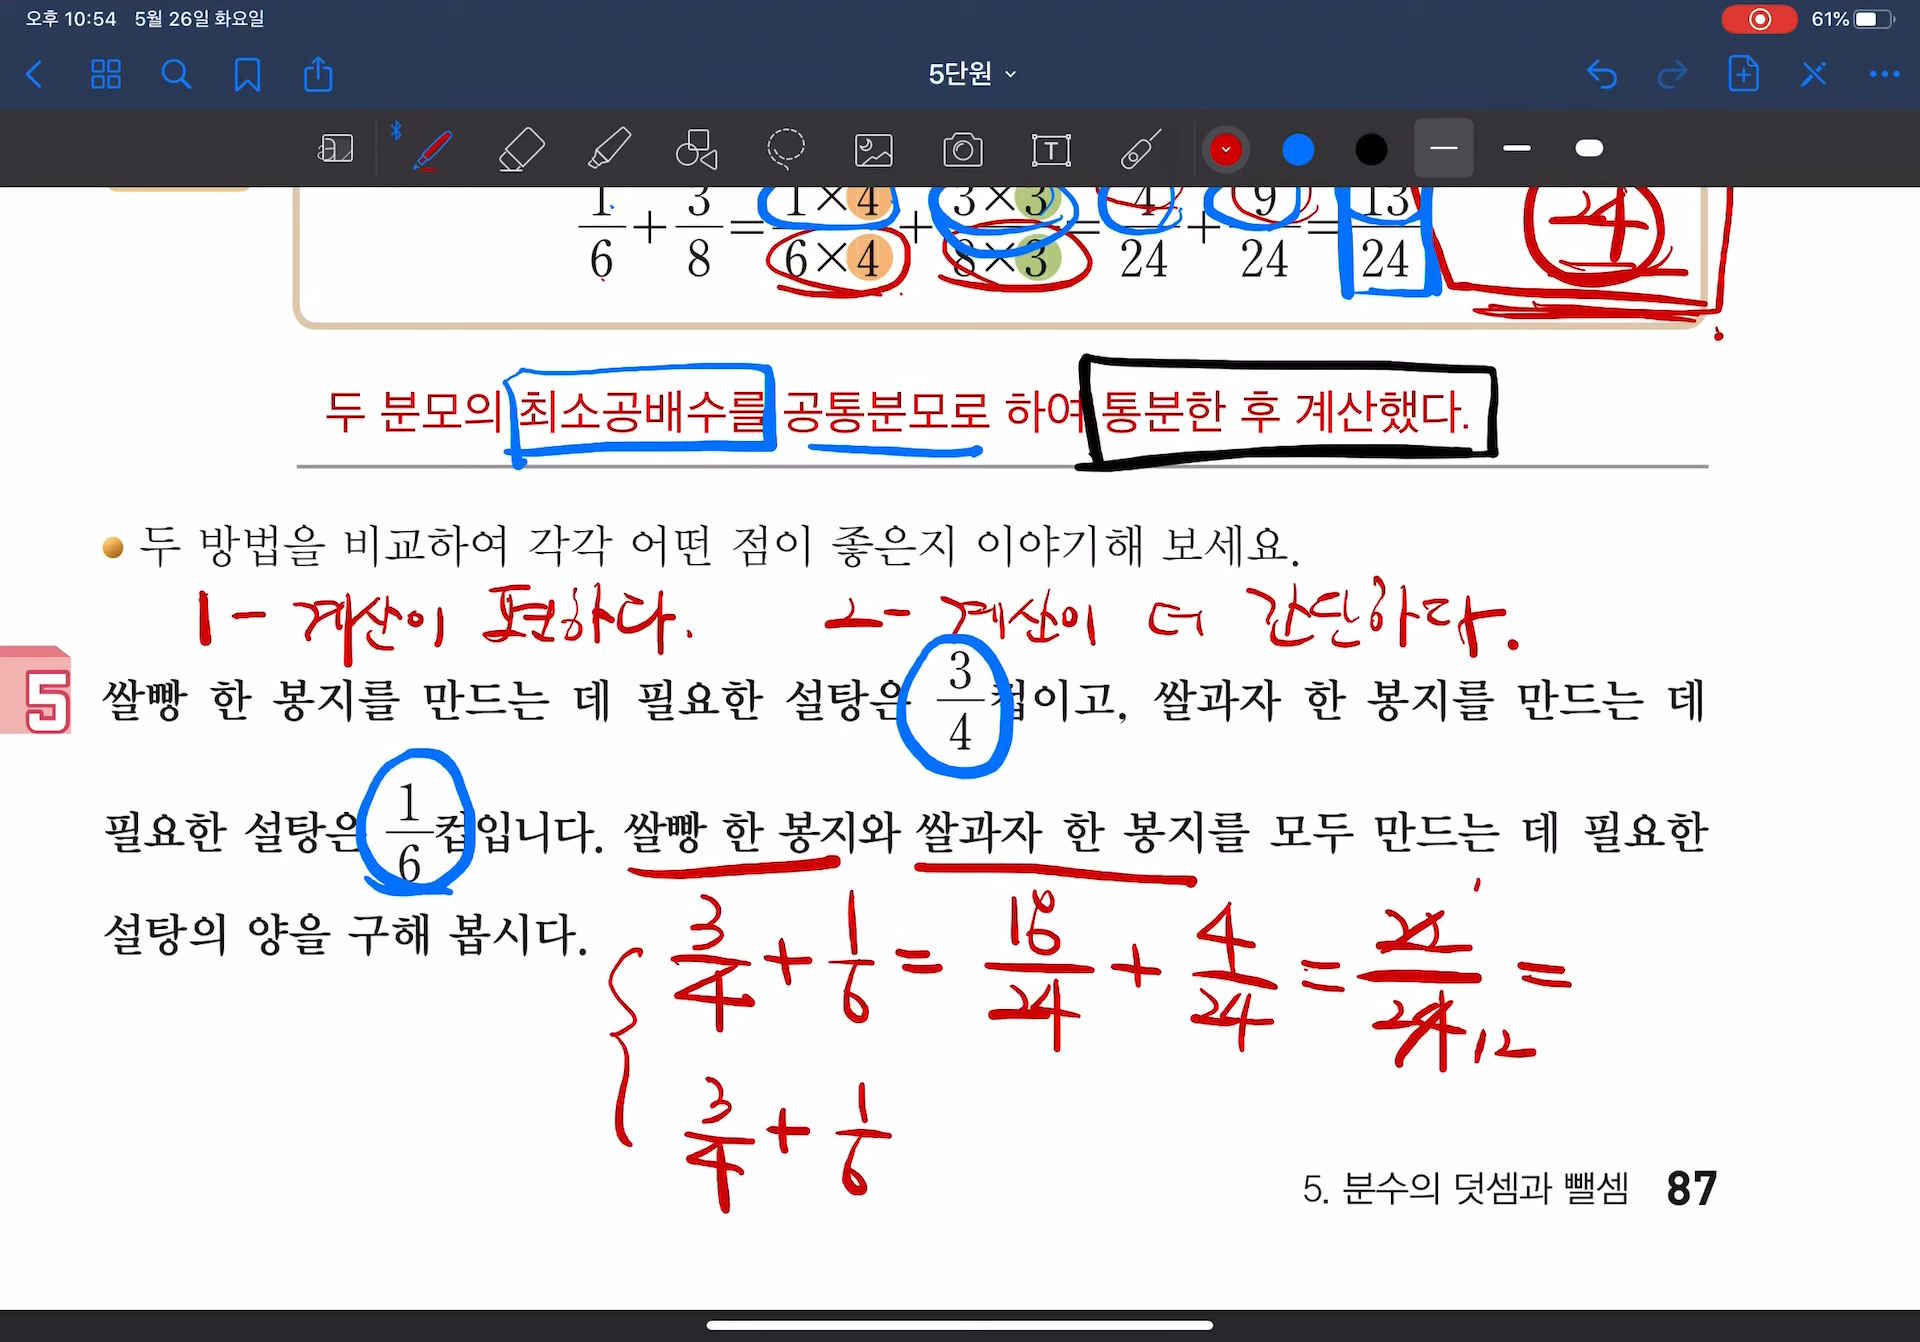 오후 10:54 5월 26일 화요일 61%
5단원
1/6 + 3/8 = 1×4/6×4 + 3×3/8×3 = 4/24 + 9/24 = 13/24 24
두 분모의 최소공배수를 공통분모로 하여 통분한 후 계산했다.
두 방법을 비교하여 각각 어떤 점이 좋은지 이야기해 보세요.
1- 계산이 편하다. 2- 계산이 더 간단하다.
5 쌀빵 한 봉지를 만드는 데 필요한 설탕은 3/4컵이고, 쌀과자 한 봉지를 만드는 데
필요한 설탕은 1/6컵입니다. 쌀빵 한 봉지와 쌀과자 한 봉지를 모두 만드는 데 필요한
설탕의 양을 구해 봅시다.
3/4 + 1/6 = 18/24 + 4/24 = 22/24 = 12
3/4 + 1/6
5. 분수의 덧셈과 뺄셈 87